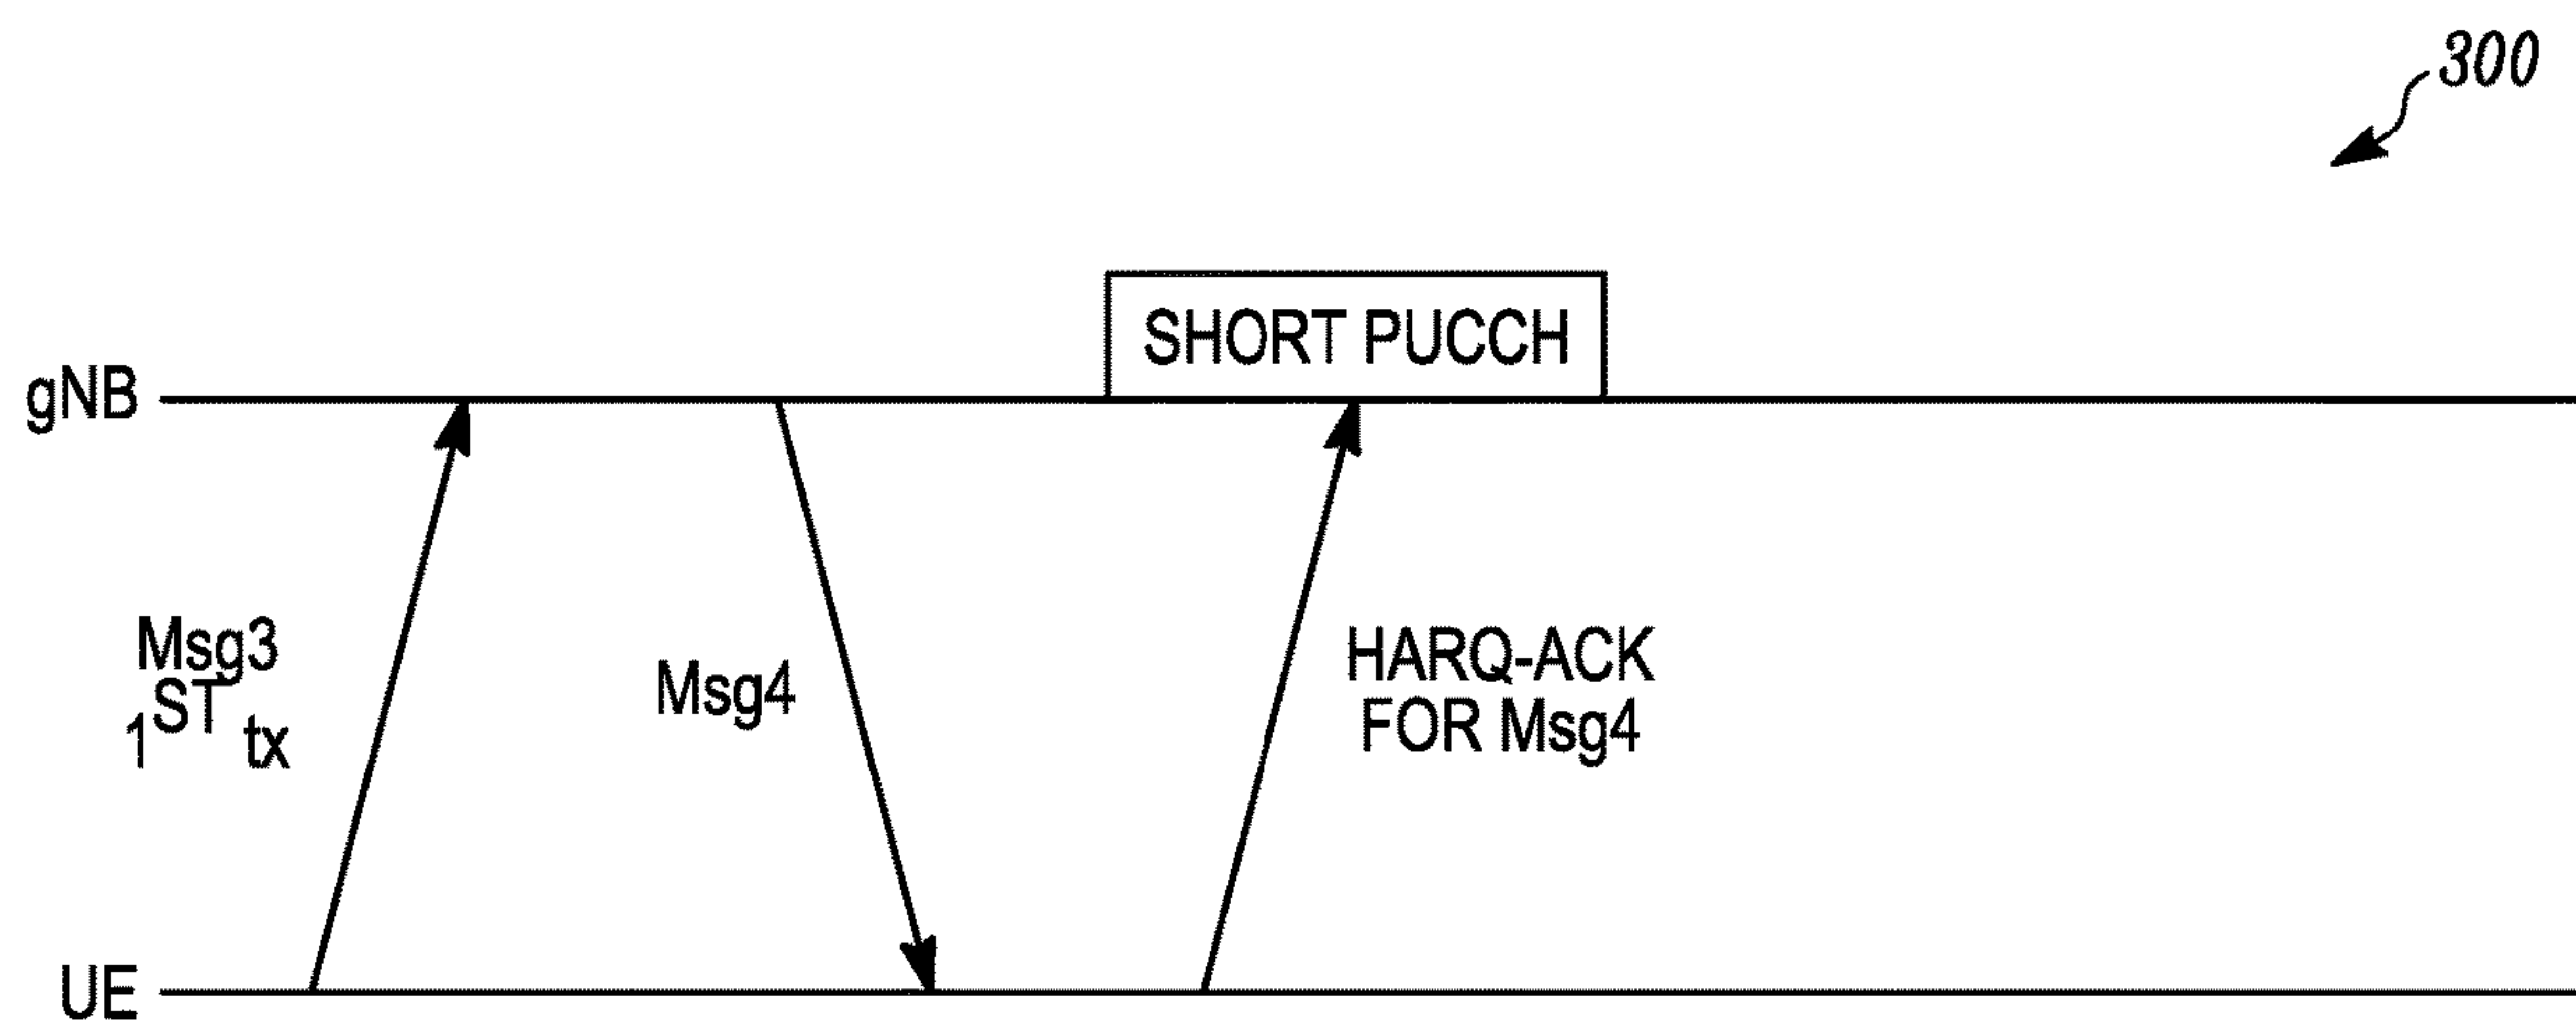 300
SHORT PUCCH
gNB
Msg3
1ST tx
Msg4
HARQ-ACK
FOR Msg4
UE